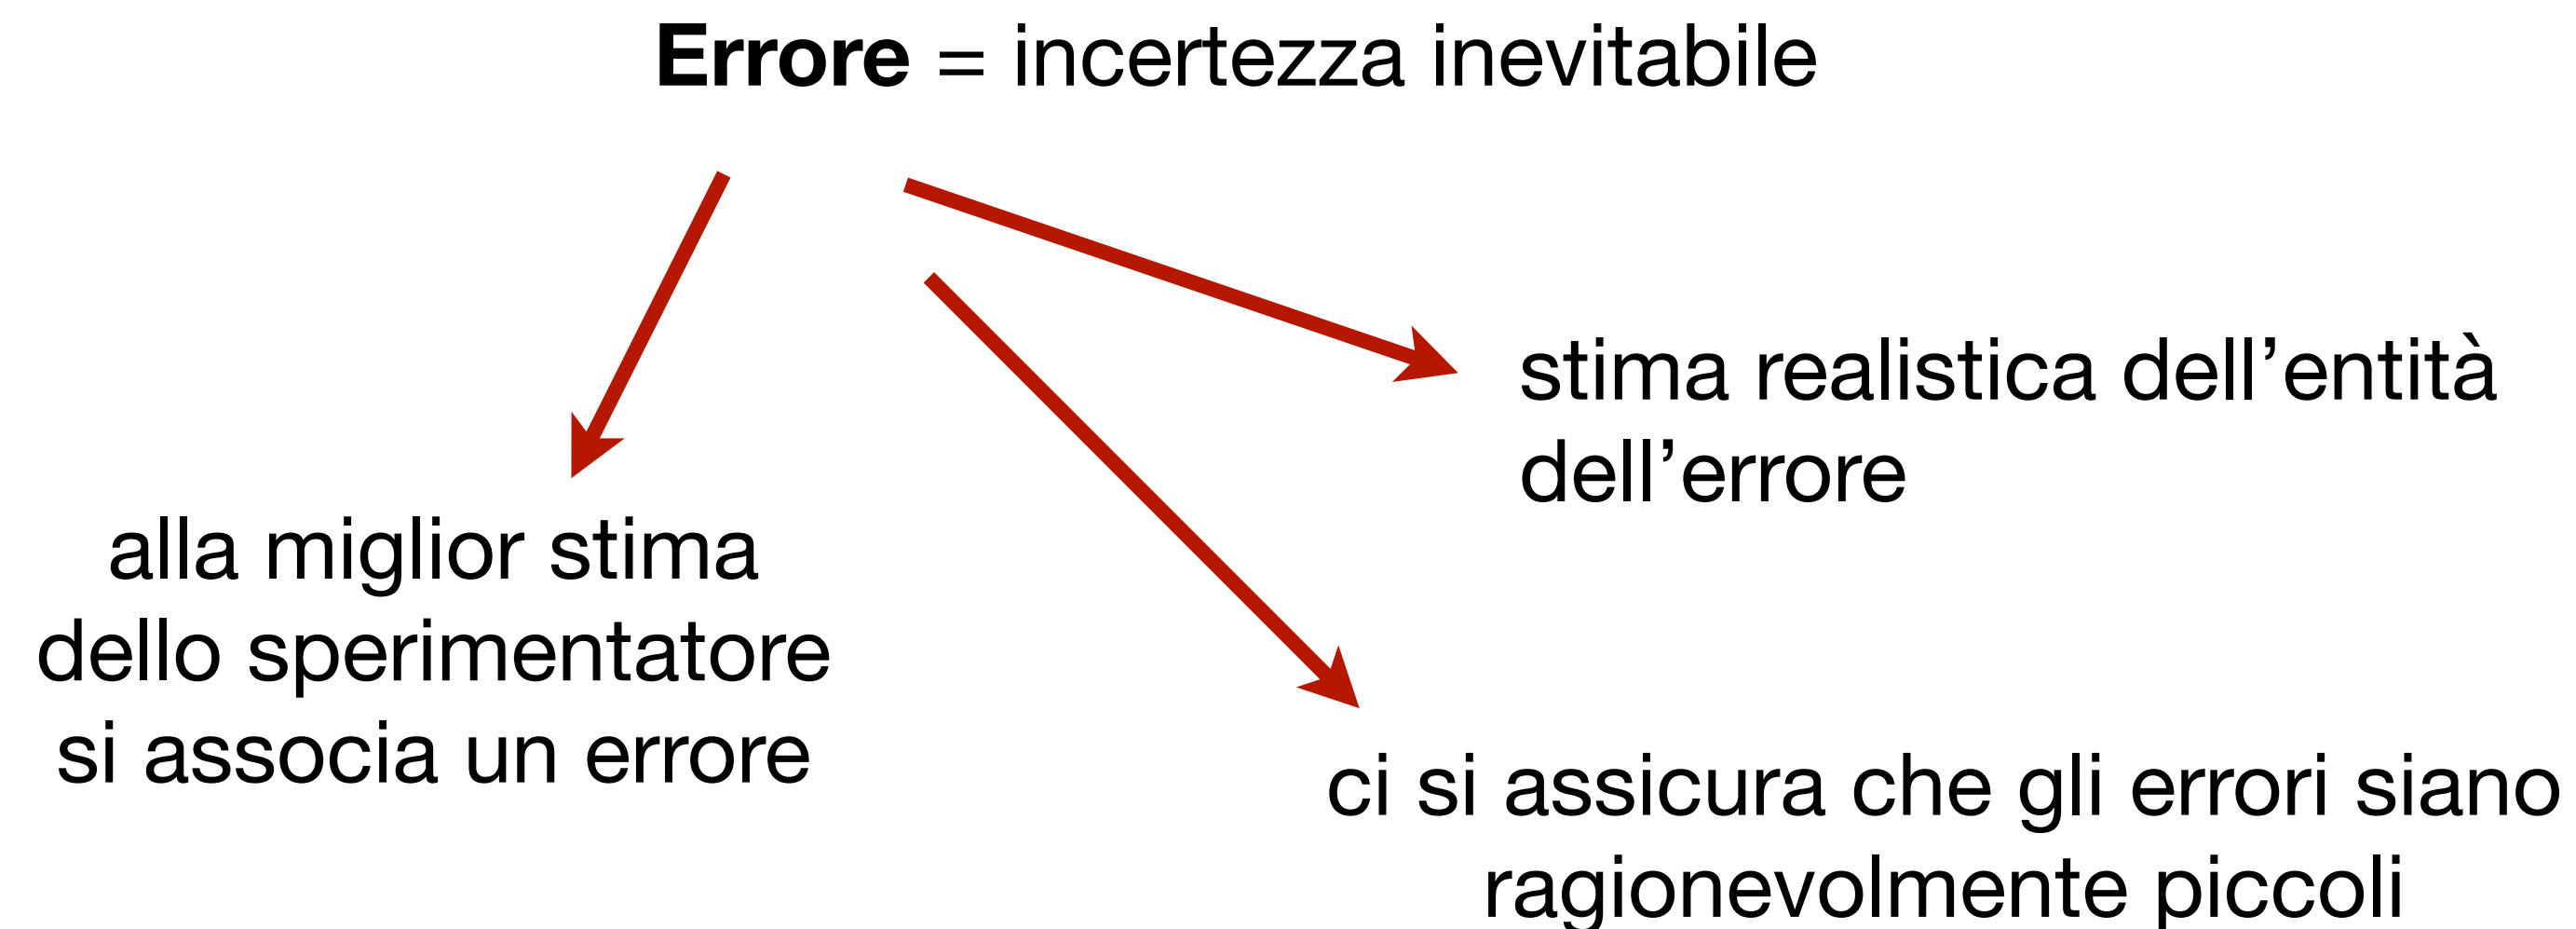 Errore = incertezza inevitabile
stima realistica dell’entità
dell’errore
alla miglior stima
dello sperimentatore
si associa un errore
ci si assicura che gli errori siano
ragionevolmente piccoli